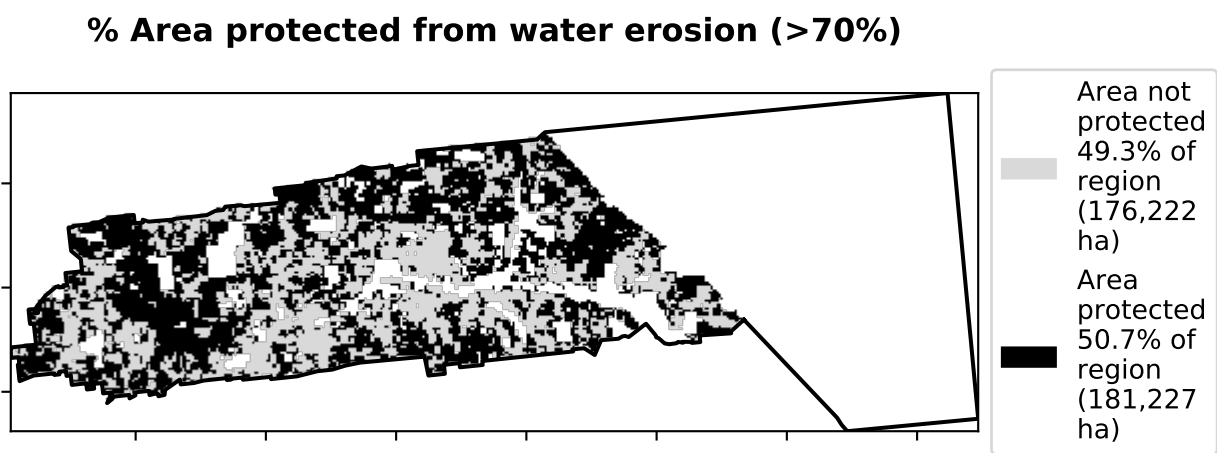 % Area protected from water erosion (>70%)
Area not
protected
49.3% of
region
(176,222
ha)
Area
protected
50.7% of
region
(181,227
ha)